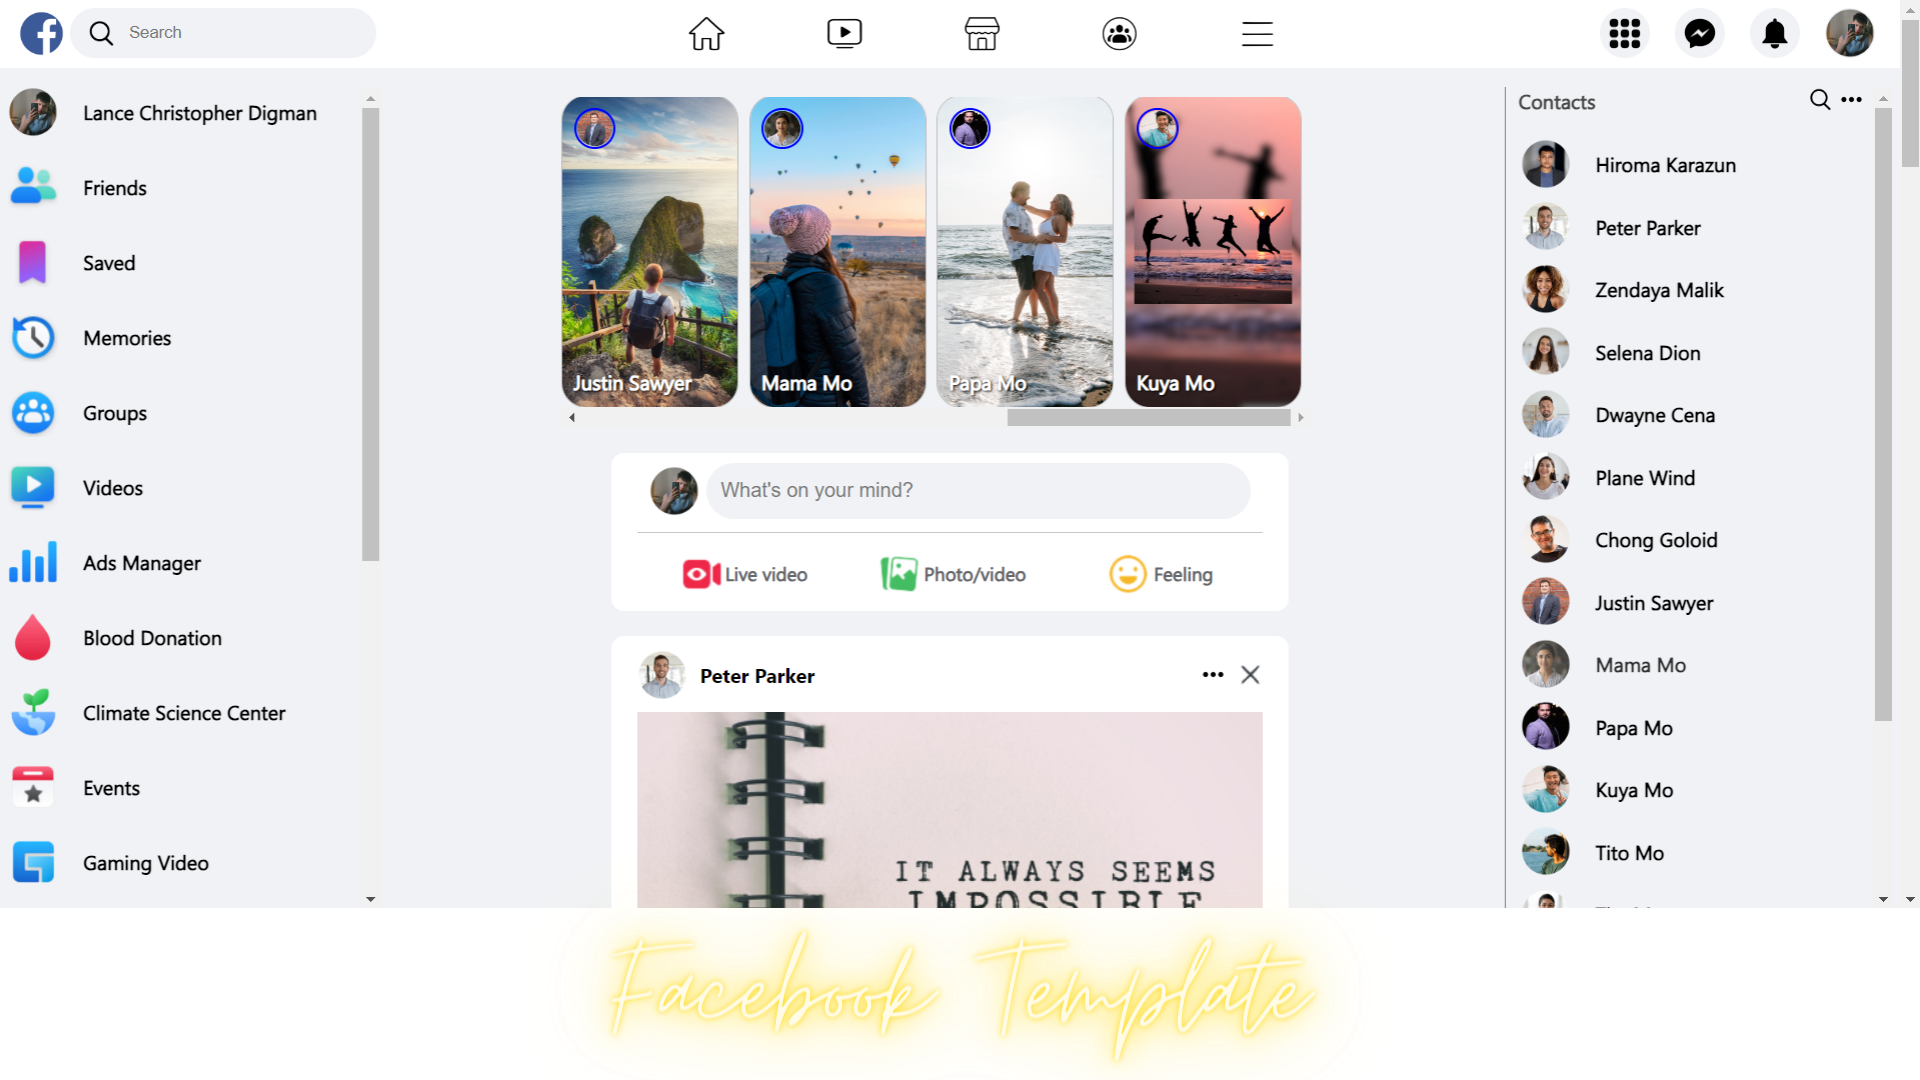 Search
Lance Christopher Digman
Friends
Saved
Memories
Groups
Videos
Ads Manager
Blood Donation
Climate Science Center
Events
Gaming Video
Justin Sawyer
Mama Mo
Papa Mo
Kuya Mo
What's on your mind?
Live video
Photo/video
Feeling
Peter Parker
IT ALWAYS SEEMS
IMPOSSIBLE
Contacts
Hiroma Karazun
Peter Parker
Zendaya Malik
Selena Dion
Dwayne Cena
Plane Wind
Chong Goloid
Justin Sawyer
Mama Mo
Papa Mo
Kuya Mo
Tito Mo
Facebook Template